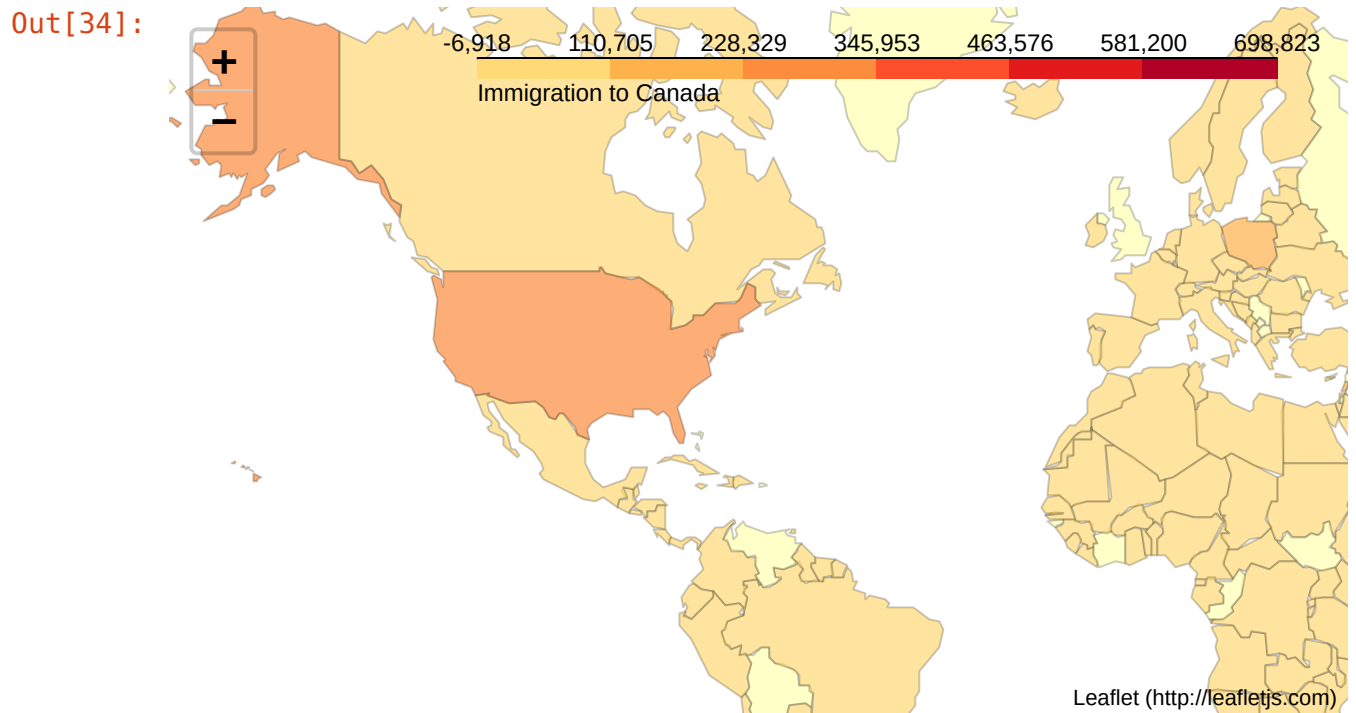 Out[34]:
+
-6,918 110,705 228,329 345,953 463,576 581,200 698,823
Immigration to Canada
−
Leaflet (http://leafletjs.com)